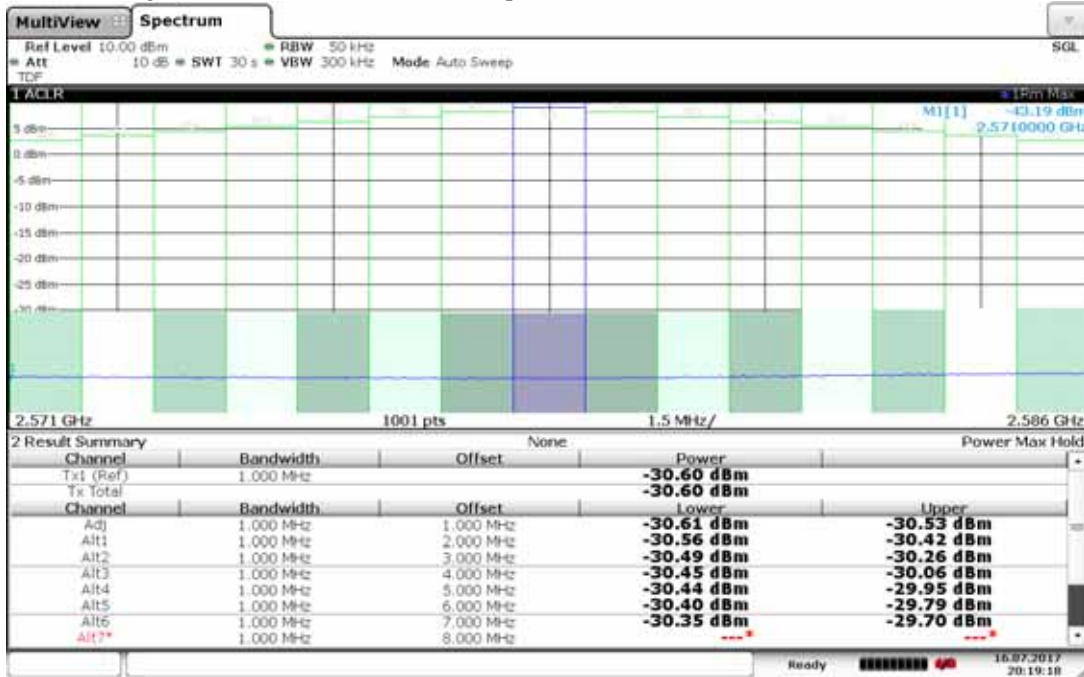 MultiView Spectrum
Ref Level 10.00 dBm RBW 50 kHz SGL
Att 10 dB SWT 30 s VBW 300 kHz Mode Auto Sweep
TDF
1 ACLR 1Rm Max
M1[1] -43.19 dBm
2.5710000 GHz
5 dBm
0 dBm
-5 dBm
-10 dBm
-15 dBm
-20 dBm
-25 dBm
-30 dBm
2.571 GHz 1001 pts 1.5 MHz/ 2.586 GHz
2 Result Summary None Power Max Hold
Channel Bandwidth Offset Power
Tx1 (Ref) 1.000 MHz -30.60 dBm
Tx Total -30.60 dBm
Channel Bandwidth Offset Lower Upper
Adj 1.000 MHz 1.000 MHz -30.61 dBm -30.53 dBm
Alt1 1.000 MHz 2.000 MHz -30.56 dBm -30.42 dBm
Alt2 1.000 MHz 3.000 MHz -30.49 dBm -30.26 dBm
Alt3 1.000 MHz 4.000 MHz -30.45 dBm -30.06 dBm
Alt4 1.000 MHz 5.000 MHz -30.44 dBm -29.95 dBm
Alt5 1.000 MHz 6.000 MHz -30.40 dBm -29.79 dBm
Alt6 1.000 MHz 7.000 MHz -30.35 dBm -29.70 dBm
Alt7* 1.000 MHz 8.000 MHz ---* ---*
Ready 16.07.2017
20:19:18